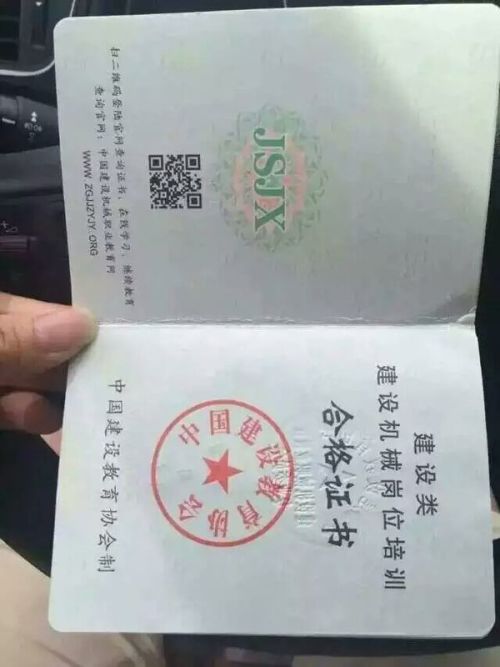 JSJX
扫二维码登陆官网查询证书、在线学习、继续教育
查询官网：中国建设机械职业教育网
WWW.ZGJJZYJY.ORG
建设类
建设机械岗位培训
合格证书
中国建设教育协会
中国建设教育协会制